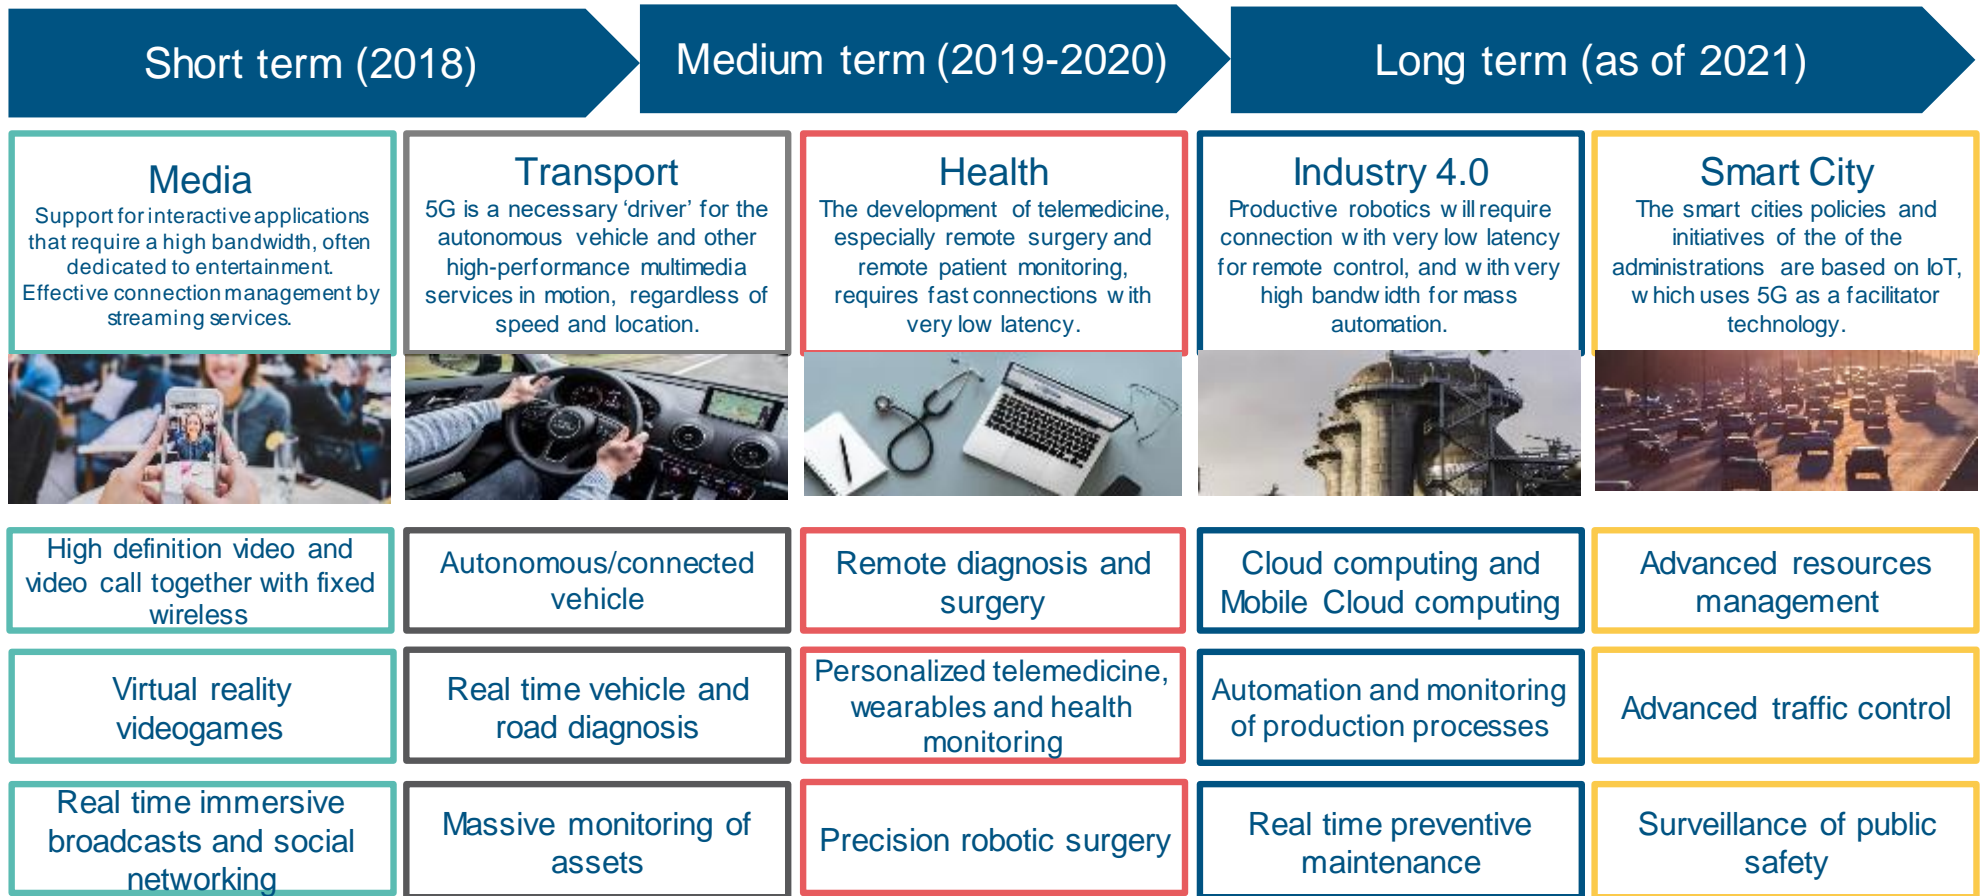 Short term (2018)
Medium term (2019-2020)
Long term (as of 2021)
Media
Support for interactive applications
that require a high bandwidth, often
dedicated to entertainment.
Effective connection management by
streaming services.
Transport
5G is a necessary ‘driver’ for the
autonomous vehicle and other
high-performance multimedia
services in motion, regardless of
speed and location.
Health
The development of telemedicine,
especially remote surgery and
remote patient monitoring,
requires fast connections with
very low latency.
Industry 4.0
Productive robotics will require
connection with very low latency
for remote control, and with very
high bandwidth for mass
automation.
Smart City
The smart cities policies and
initiatives of the of the
administrations are based on IoT,
which uses 5G as a facilitator
technology.
High definition video and
video call together with fixed
wireless
Autonomous/connected
vehicle
Remote diagnosis and
surgery
Cloud computing and
Mobile Cloud computing
Advanced resources
management
Virtual reality
videogames
Real time vehicle and
road diagnosis
Personalized telemedicine,
wearables and health
monitoring
Automation and monitoring
of production processes
Advanced traffic control
Real time immersive
broadcasts and social
networking
Massive monitoring of
assets
Precision robotic surgery
Real time preventive
maintenance
Surveillance of public
safety